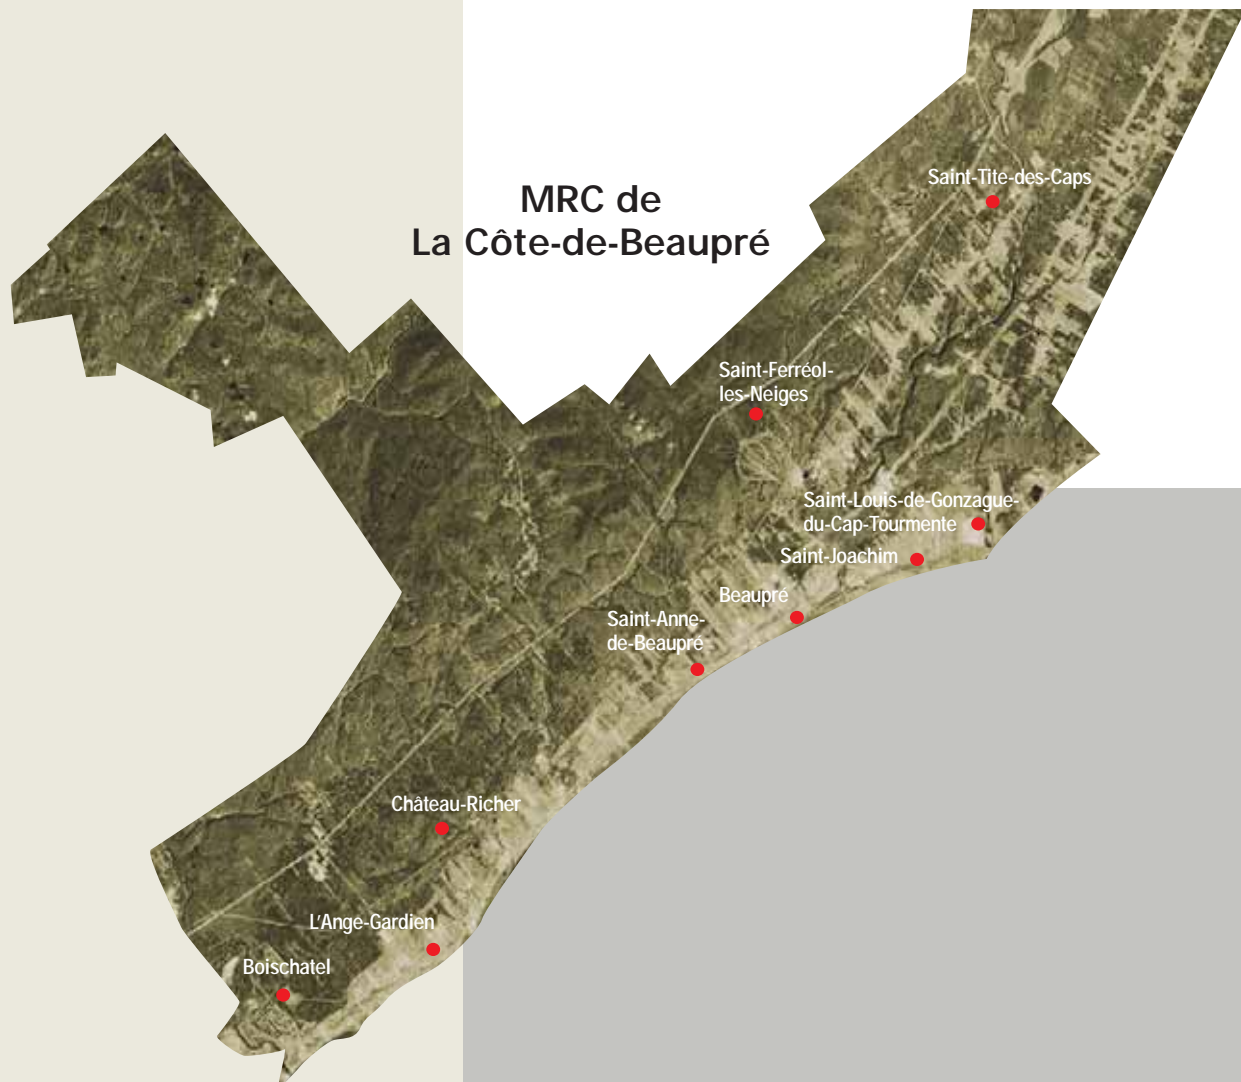 MRC de
La Côte-de-Beaupré
Saint-Tite-des-Caps
Saint-Ferréol-
les-Neiges
Saint-Louis-de-Gonzague-
du-Cap-Tourmente
Saint-Joachim
Beaupré
Saint-Anne-
de-Beaupré
Château-Richer
L'Ange-Gardien
Boischatel